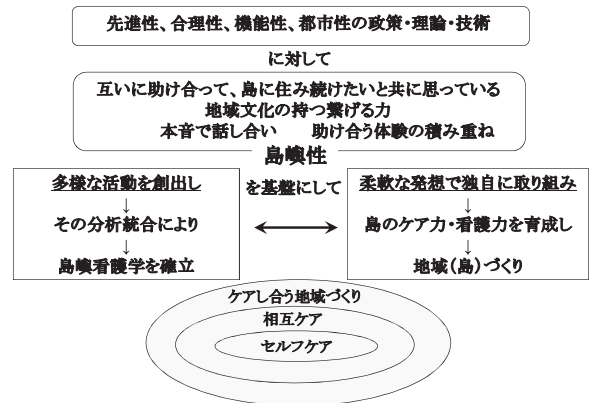 先進性、合理性、機能性、都市性の政策・理論・技術
に対して
互いに助け合って、島に住み続けたいと共に思っている
地域文化の持つ繋げる力
本音で話し合い　助け合う体験の積み重ね
島嶼性
を基盤にして
多様な活動を創出し
↓
その分析統合により
↓
島嶼看護学を確立
柔軟な発想で独自に取り組み
↓
島のケア力・看護力を育成し
↓
地域（島）づくり
ケアし合う地域づくり
相互ケア
セルフケア